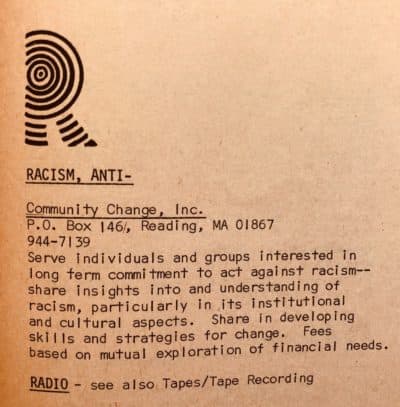 R
RACISM, ANTI-
Community Change, Inc.
P.O. Box 146, Reading, MA 01867
944-7139
Serve individuals and groups interested in
long term commitment to act against racism--
share insights into and understanding of
racism, particularly in its institutional
and cultural aspects. Share in developing
skills and strategies for change. Fees
based on mutual exploration of financial needs.
RADIO - see also Tapes/Tape Recording